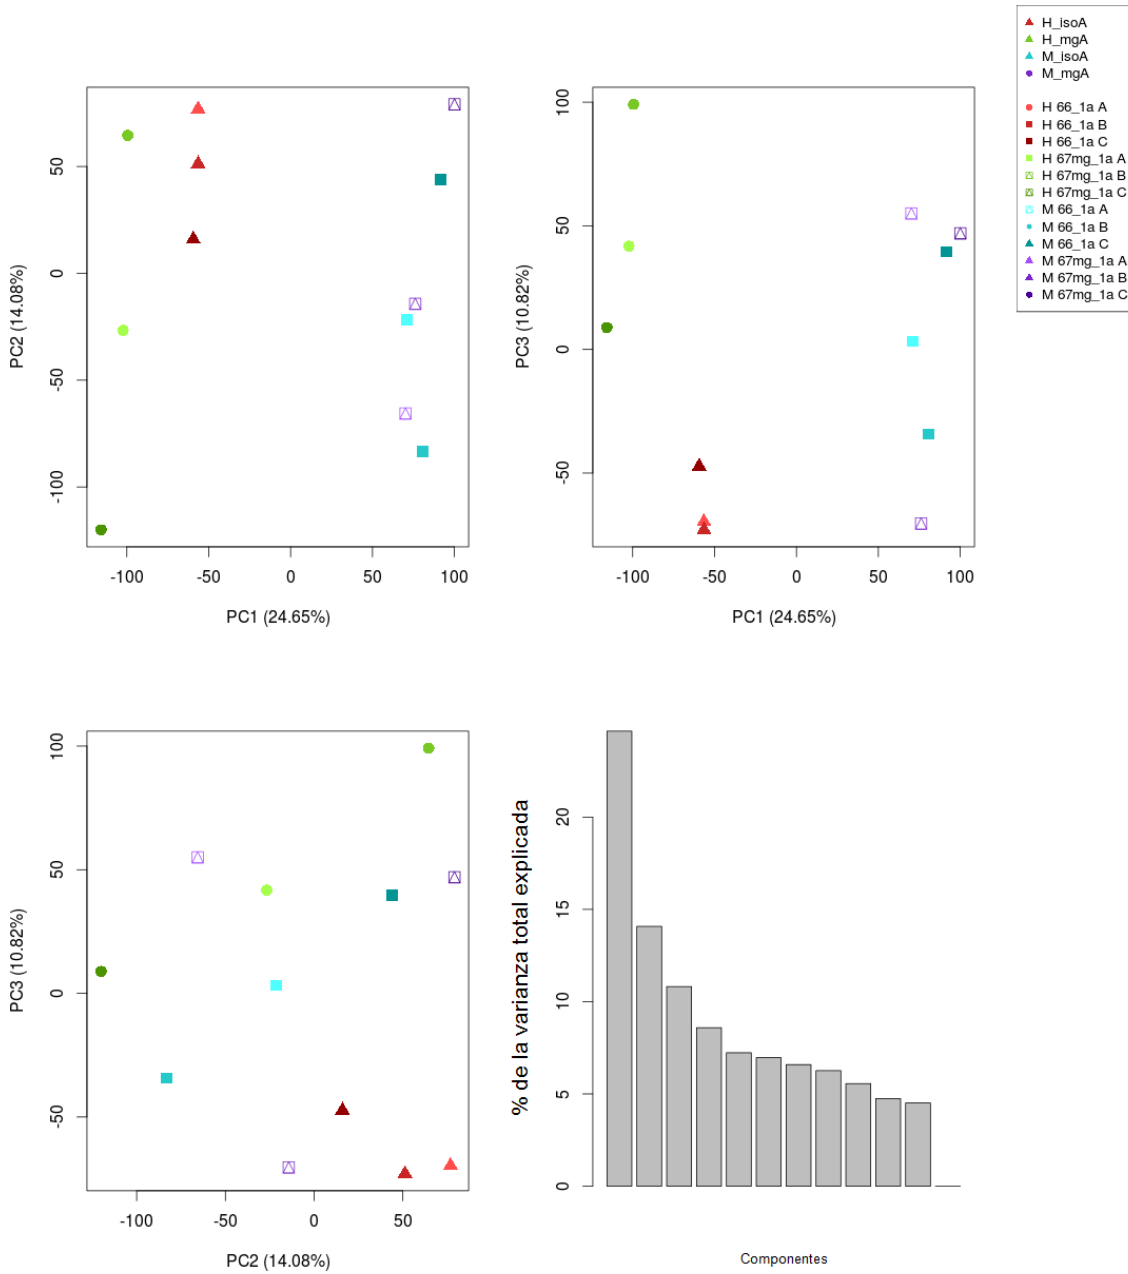 H_isoA
H_mgA
M_isoA
M_mgA
H 66_1a A
H 66_1a B
H 66_1a C
H 67mg_1a A
H 67mg_1a B
H 67mg_1a C
M 66_1a A
M 66_1a B
M 66_1a C
M 67mg_1a A
M 67mg_1a B
M 67mg_1a C
PC2 (14.08%)
50
0
-50
-100
-100 -50 0 50 100
PC1 (24.65%)
PC3 (10.82%)
100
50
0
-50
-100 -50 0 50 100
PC1 (24.65%)
PC3 (10.82%)
100
50
0
-50
-100 -50 0 50
PC2 (14.08%)
% de la varianza total explicada
20
15
10
5
0
Componentes